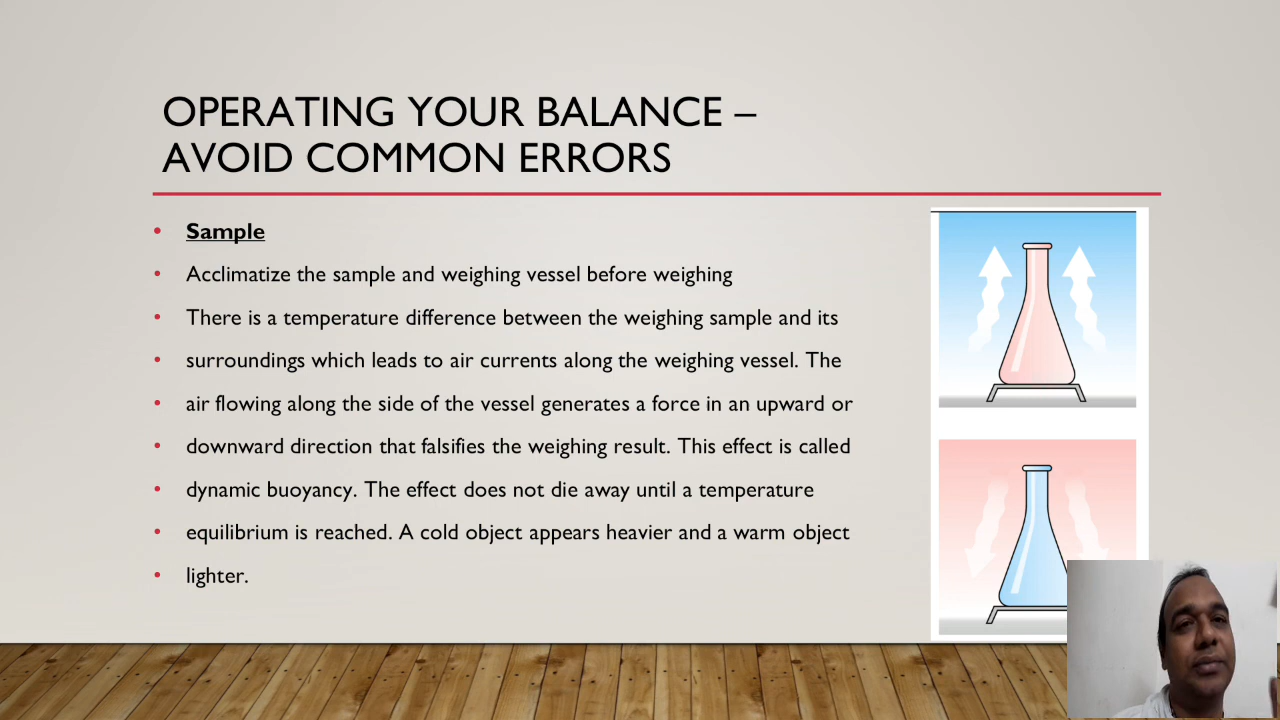 OPERATING YOUR BALANCE –
AVOID COMMON ERRORS
• Sample
• Acclimatize the sample and weighing vessel before weighing
• There is a temperature difference between the weighing sample and its
• surroundings which leads to air currents along the weighing vessel. The
• air flowing along the side of the vessel generates a force in an upward or
• downward direction that falsifies the weighing result. This effect is called
• dynamic buoyancy. The effect does not die away until a temperature
• equilibrium is reached. A cold object appears heavier and a warm object
• lighter.